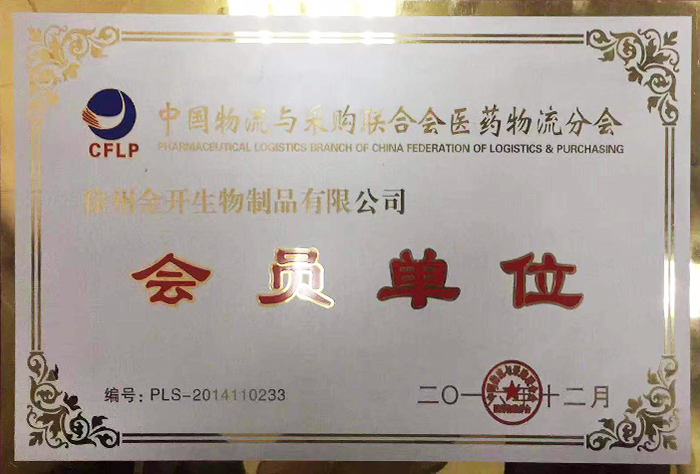 中国物流与采购联合会医药物流分会
CFLP
PHARMACEUTICAL LOGISTICS BRANCH OF CHINA FEDERATION OF LOGISTICS & PURCHASING
徐州金开生物制品有限公司
会员单位
编号: PLS-2014110233
二〇一六年十二月